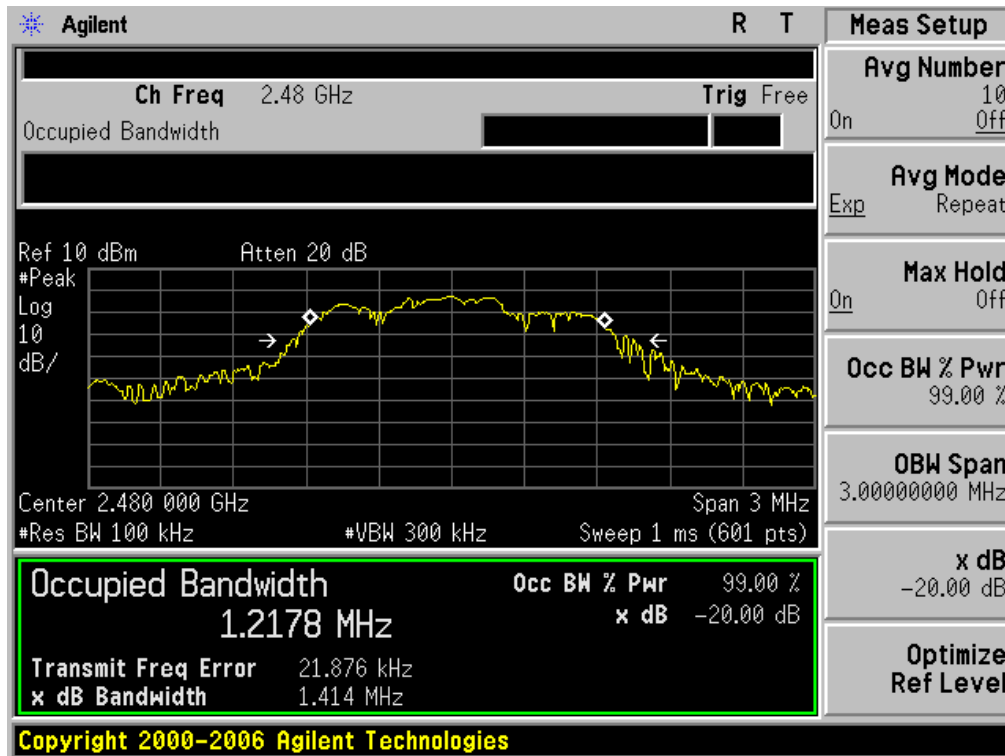 Agilent R T
Ch Freq 2.48 GHz Trig Free
Occupied Bandwidth
Ref 10 dBm Atten 20 dB
#Peak
Log
10
dB/
Center 2.480 000 GHz Span 3 MHz
#Res BW 100 kHz #VBW 300 kHz Sweep 1 ms (601 pts)
Occupied Bandwidth Occ BW % Pwr 99.00 %
1.2178 MHz x dB -20.00 dB
Transmit Freq Error 21.876 kHz
x dB Bandwidth 1.414 MHz
Copyright 2000-2006 Agilent Technologies
Meas Setup
Avg Number
10
On Off
Avg Mode
Exp Repeat
Max Hold
On Off
Occ BW % Pwr
99.00 %
OBW Span
3.00000000 MHz
x dB
-20.00 dB
Optimize
Ref Level